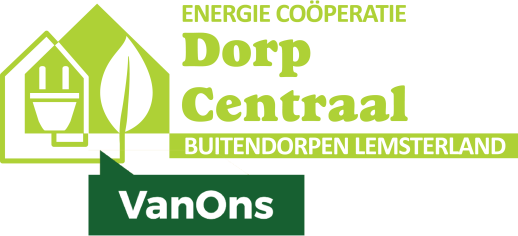 ENERGIE COÖPERATIE
Dorp
Centraal
BUITENDORPEN LEMSTERLAND
VanOns